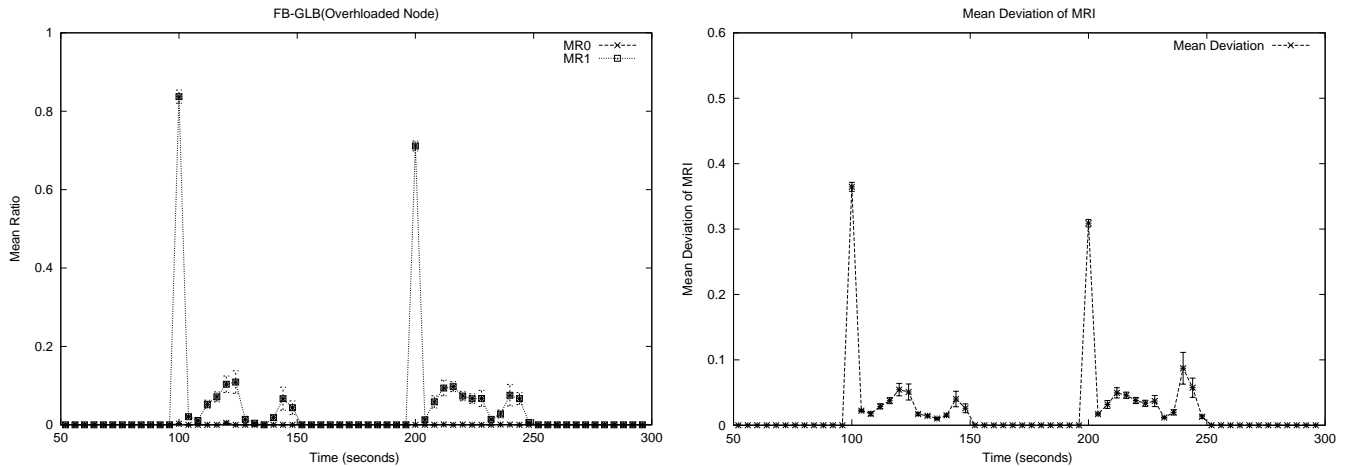 FB-GLB(Overhloaded Node)
MR0
MR1
1
0.8
0.6
0.4
0.2
0
Mean Ratio
50
100
150
200
250
300
Time (seconds)
Mean Deviation of MRI
Mean Deviation
0.6
0.5
0.4
0.3
0.2
0.1
0
Mean Deviation of MRI
50
100
150
200
250
300
Time (seconds)